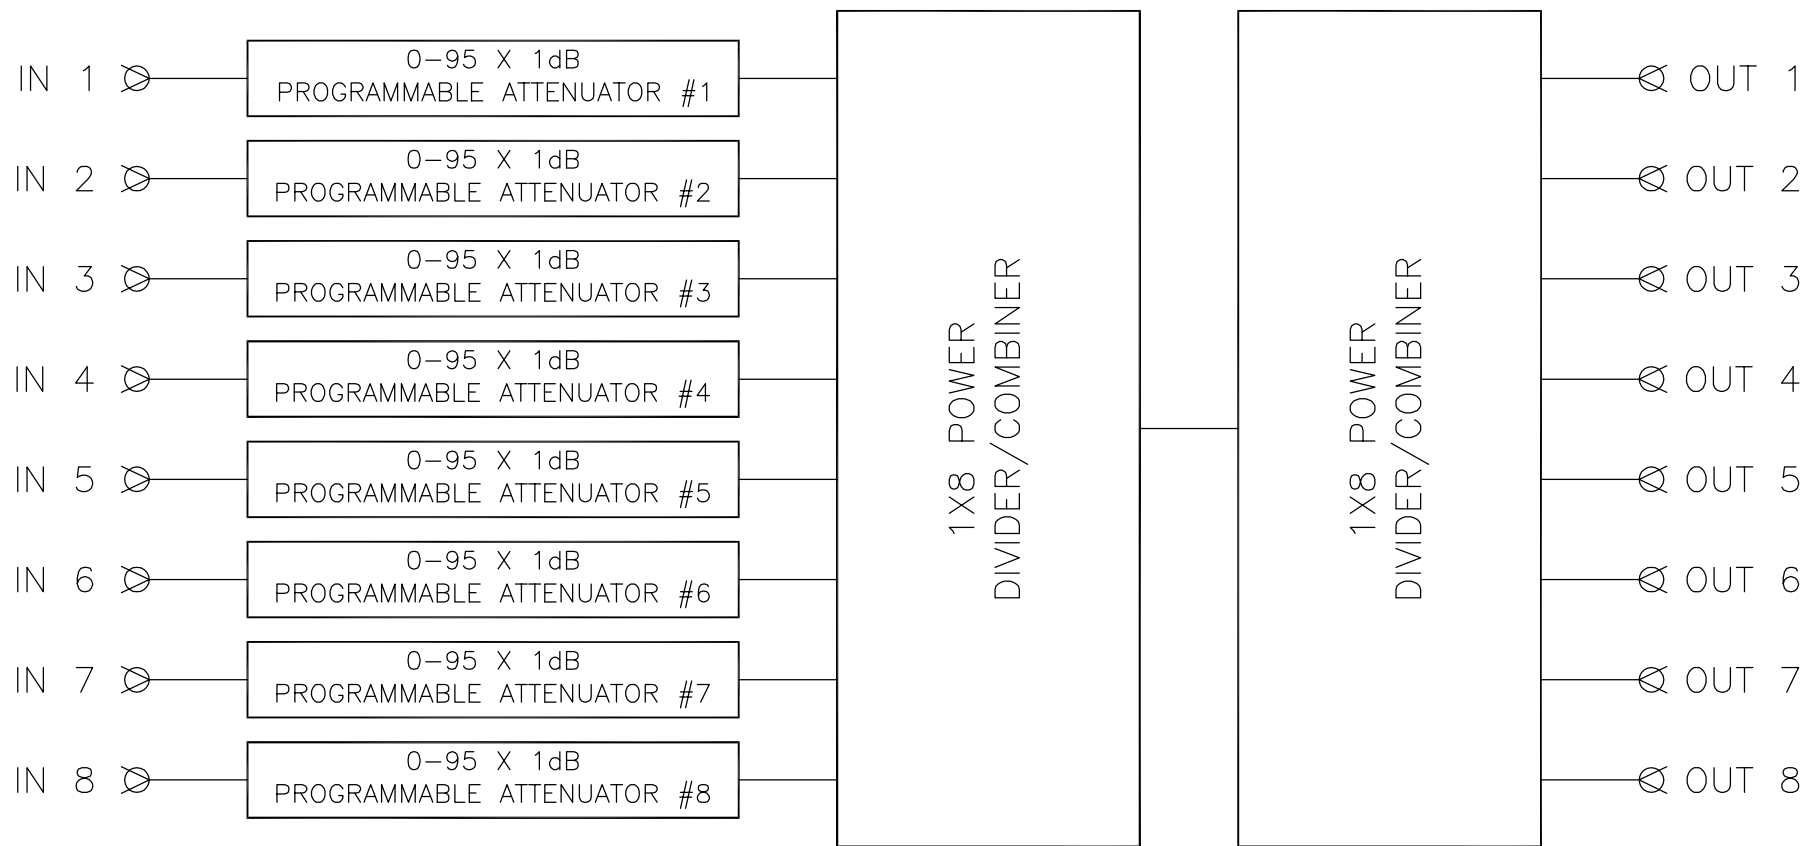 IN 1
0-95 X 1dB
PROGRAMMABLE ATTENUATOR #1
IN 2
0-95 X 1dB
PROGRAMMABLE ATTENUATOR #2
IN 3
0-95 X 1dB
PROGRAMMABLE ATTENUATOR #3
IN 4
0-95 X 1dB
PROGRAMMABLE ATTENUATOR #4
IN 5
0-95 X 1dB
PROGRAMMABLE ATTENUATOR #5
IN 6
0-95 X 1dB
PROGRAMMABLE ATTENUATOR #6
IN 7
0-95 X 1dB
PROGRAMMABLE ATTENUATOR #7
IN 8
0-95 X 1dB
PROGRAMMABLE ATTENUATOR #8
1X8 POWER
DIVIDER/COMBINER
1X8 POWER
DIVIDER/COMBINER
OUT 1
OUT 2
OUT 3
OUT 4
OUT 5
OUT 6
OUT 7
OUT 8